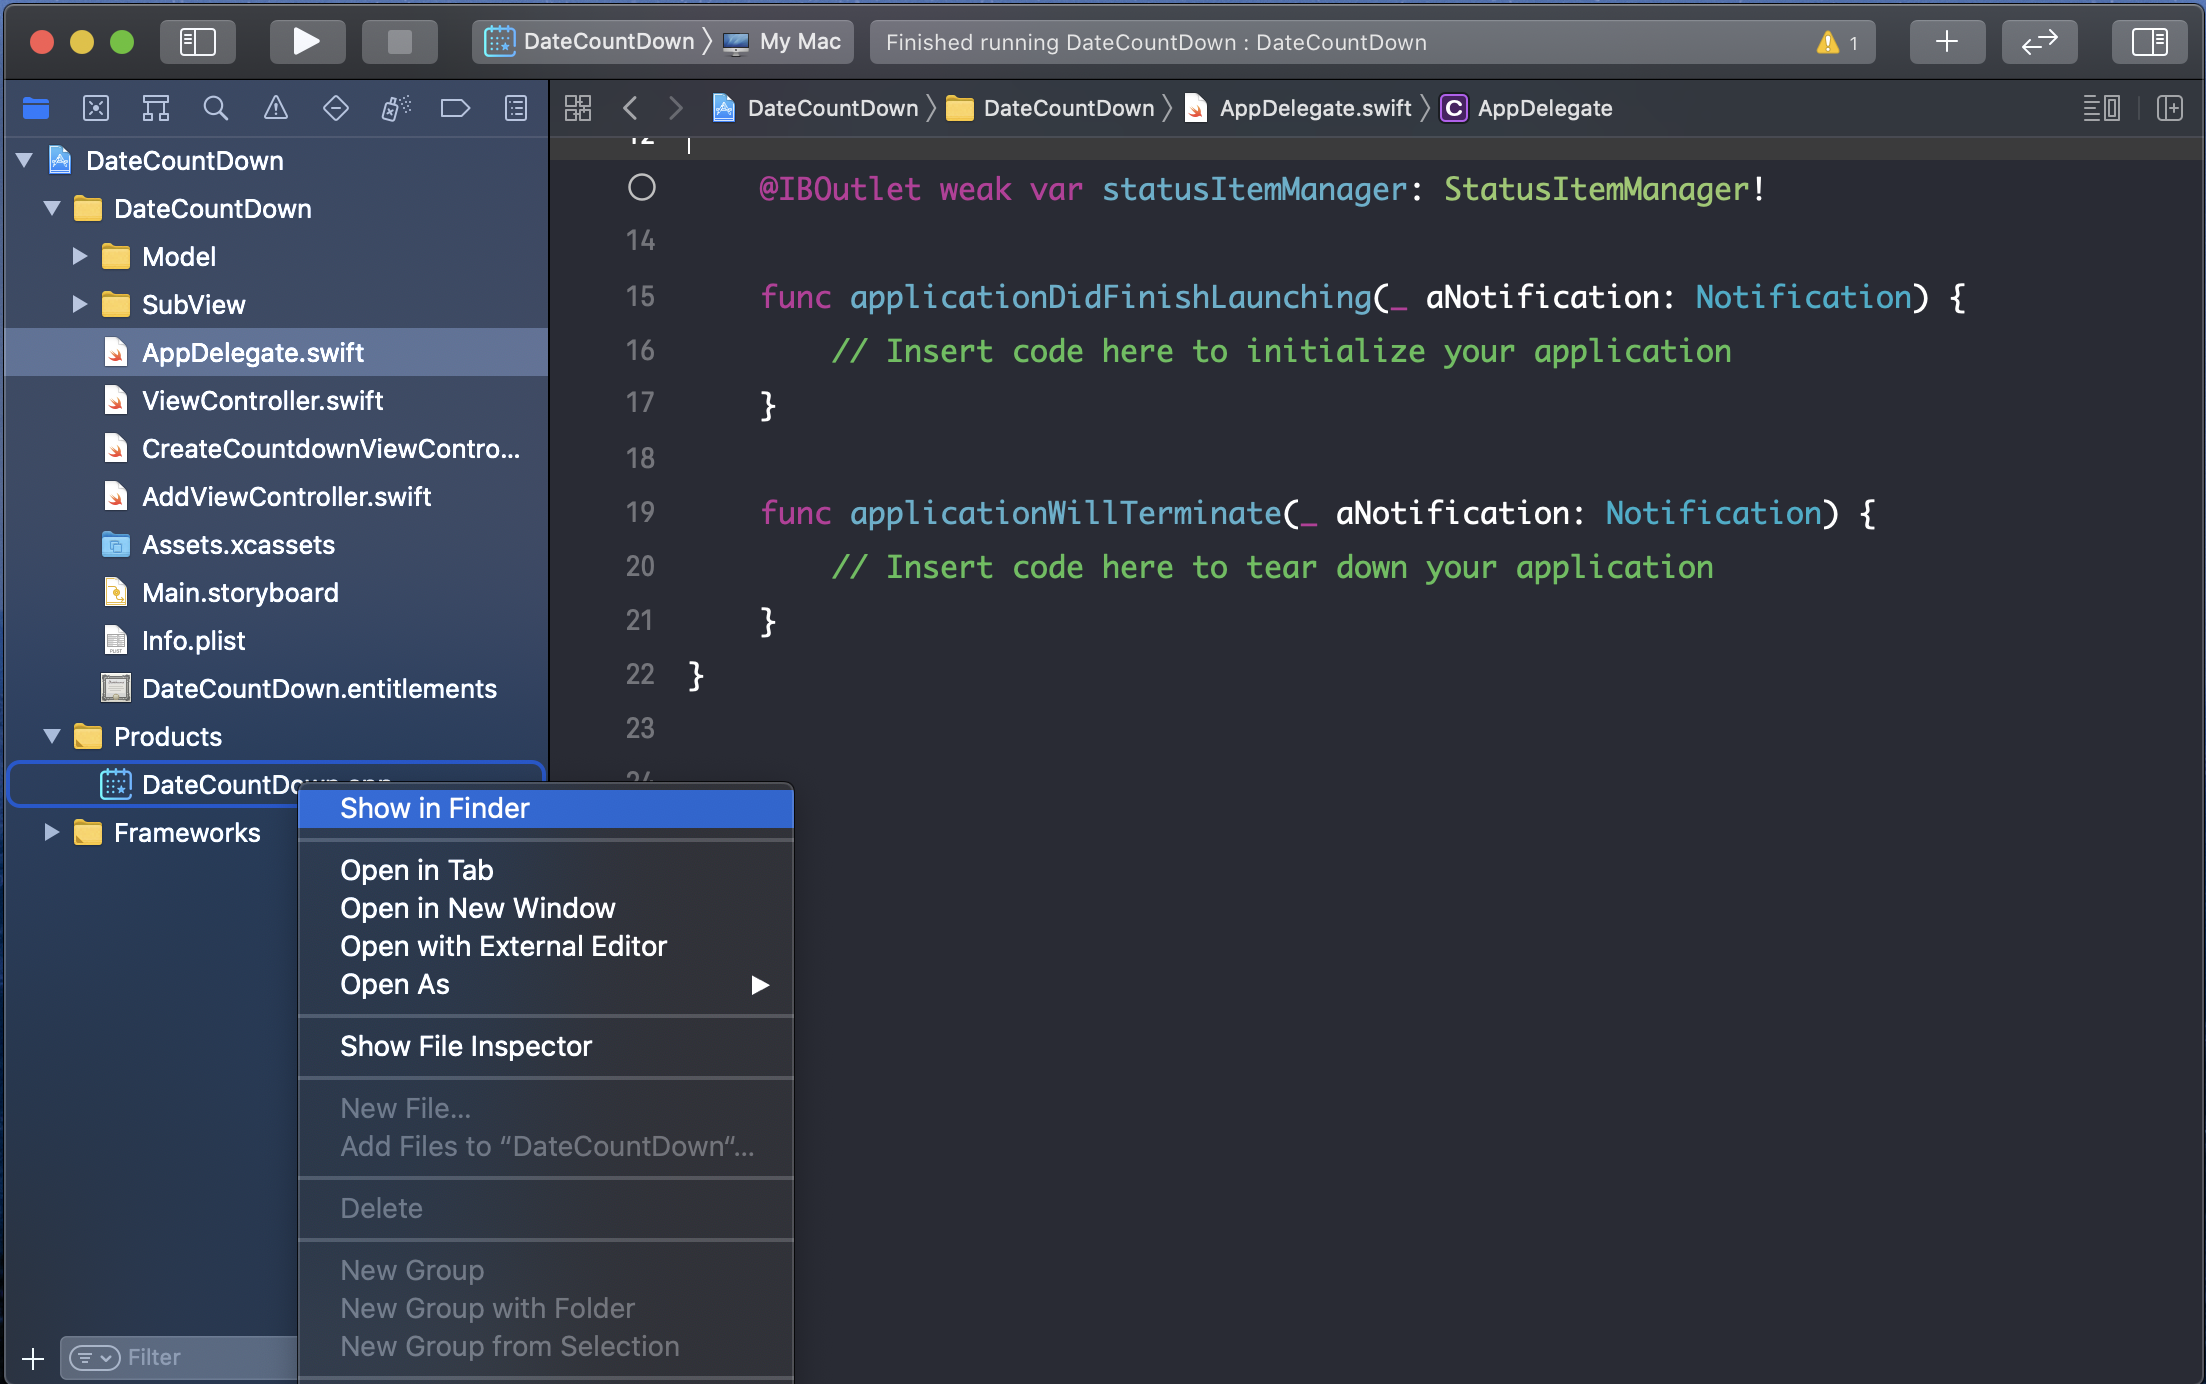 DateCountDown 〉 My Mac
Finished running DateCountDown : DateCountDown
1
DateCountDown 〉 DateCountDown 〉 AppDelegate.swift 〉 C AppDelegate
DateCountDown
DateCountDown
Model
SubView
AppDelegate.swift
ViewController.swift
CreateCountdownViewContro...
AddViewController.swift
Assets.xcassets
Main.storyboard
Info.plist
DateCountDown.entitlements
Products
DateCountDown.app
Frameworks
Filter
12
@IBOutlet weak var statusItemManager: StatusItemManager!
14
15 func applicationDidFinishLaunching(_ aNotification: Notification) {
16 // Insert code here to initialize your application
17 }
18
19 func applicationWillTerminate(_ aNotification: Notification) {
20 // Insert code here to tear down your application
21 }
22 }
23
24
Show in Finder
Open in Tab
Open in New Window
Open with External Editor
Open As
Show File Inspector
New File...
Add Files to “DateCountDown“...
Delete
New Group
New Group with Folder
New Group from Selection